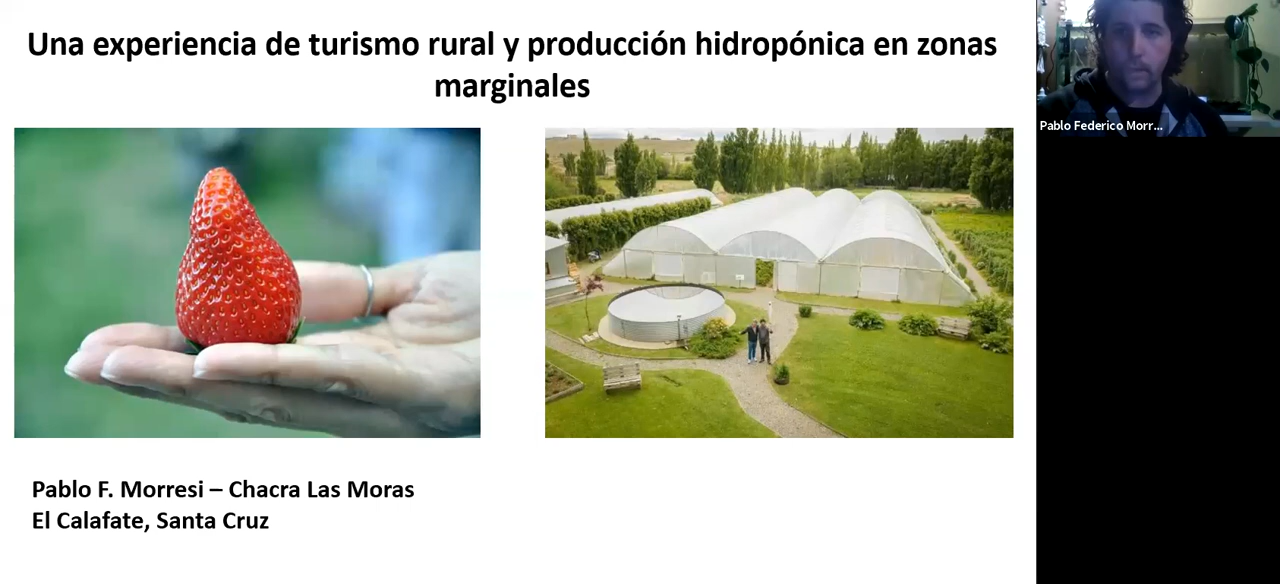 Una experiencia de turismo rural y producción hidropónica en zonas
marginales
Pablo Federico Morr...
Pablo F. Morresi – Chacra Las Moras
El Calafate, Santa Cruz